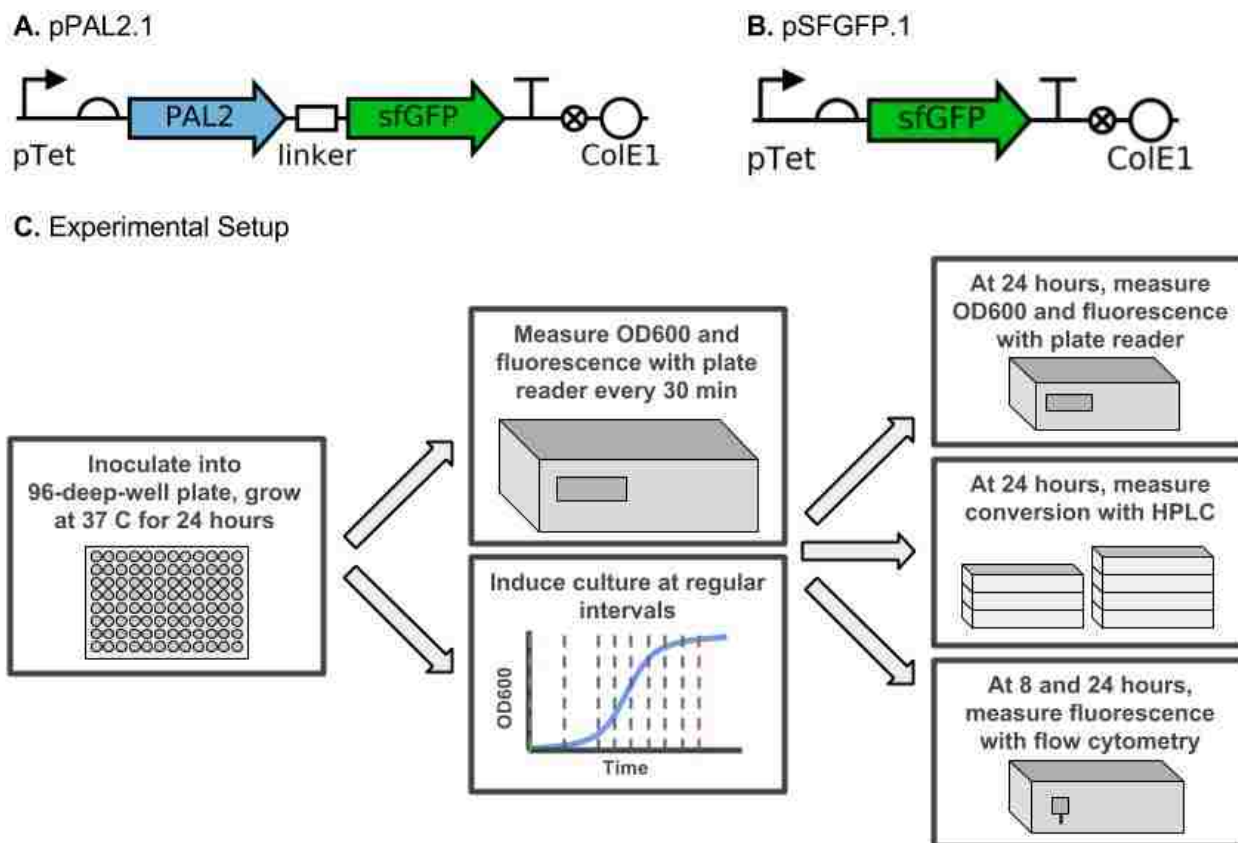 A. pPAL2.1
PAL2
sfGFP
pTet
linker
ColE1
B. pSFGFP.1
sfGFP
pTet
ColE1
C. Experimental Setup
Inoculate into
96-deep-well plate, grow
at 37 C for 24 hours
Measure OD600 and
fluorescence with plate
reader every 30 min
Induce culture at regular
intervals
OD600
Time
At 24 hours, measure
OD600 and fluorescence
with plate reader
At 24 hours, measure
conversion with HPLC
At 8 and 24 hours,
measure fluorescence
with flow cytometry